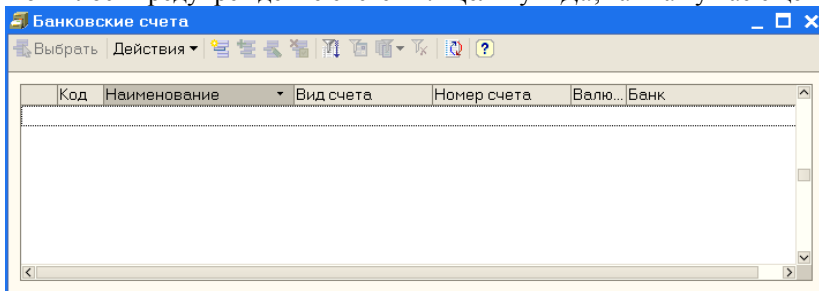 Банковские счета
Выбрать Действия
Код Наименование Вид счета Номер счета Валю... Банк